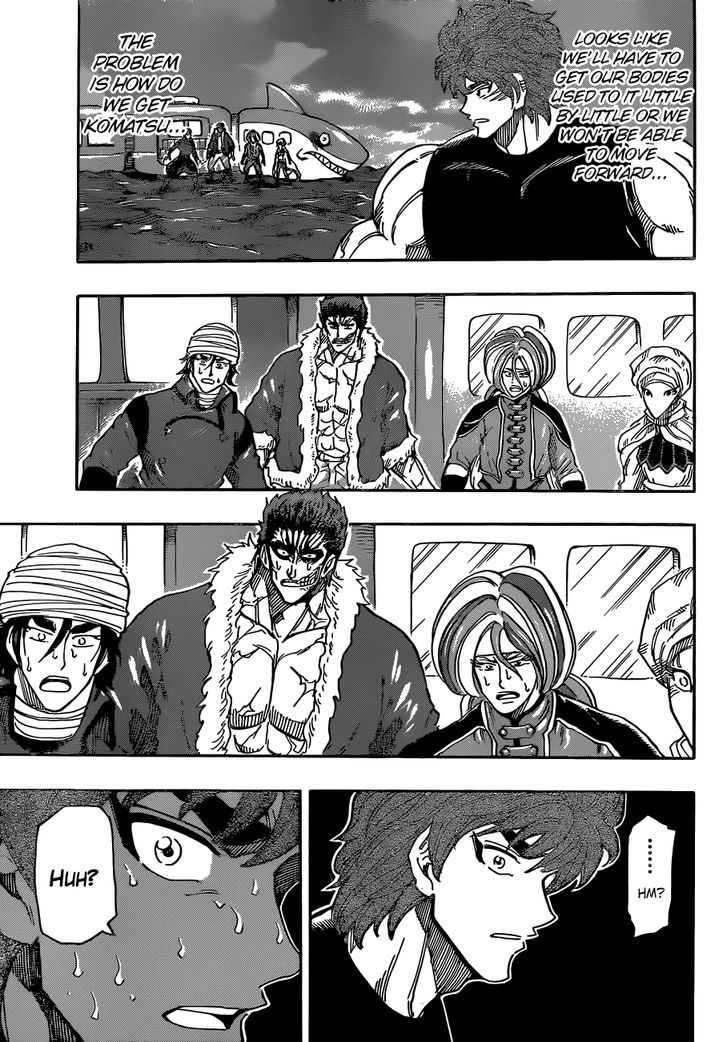 LOOKS LIKE
WE'LL HAVE TO
GET OUR BODIES
USED TO IT LITTLE
BY LITTLE OR WE
WON'T BE ABLE
TO MOVE
FORWARD...
THE
PROBLEM
IS HOW DO
WE GET
KOMATSU...
......
HM?
HUH?